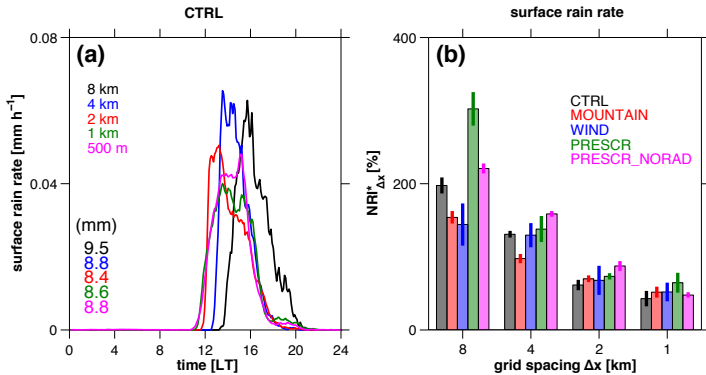 CTRL
(a)
0.08
0.04
0
surface rain rate [mm h⁻¹]
8 km
4 km
2 km
1 km
500 m
(mm)
9.5
8.8
8.4
8.6
8.8
0 4 8 12 16 20 24
time [LT]
surface rain rate
(b)
400
200
0
NRI*Δx [%]
CTRL
MOUNTAIN
WIND
PRESCR
PRESCR_NORAD
8 4 2 1
grid spacing Δx [km]